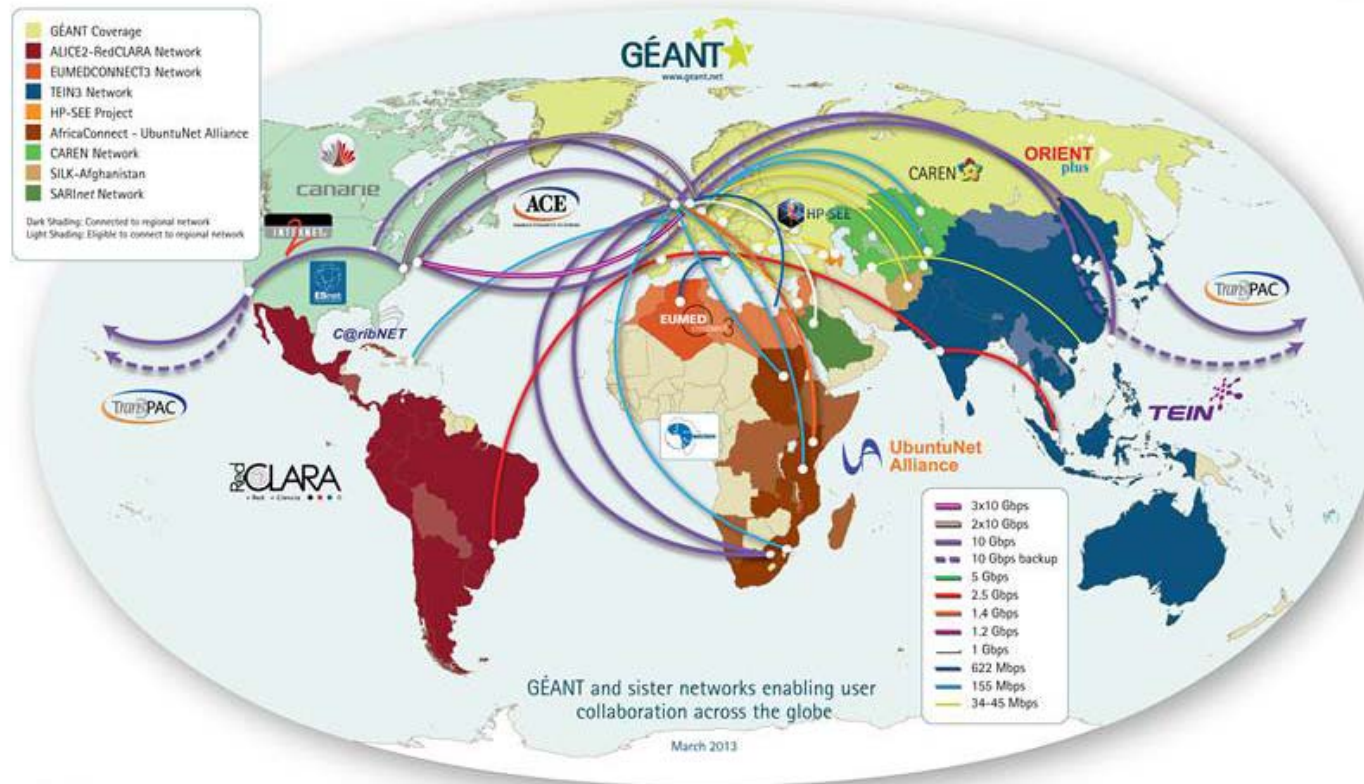 GÉANT Coverage
ALICE2-RedCLARA Network
EUMEDCONNECT3 Network
TEIN3 Network
HP-SEE Project
AfricaConnect - UbuntuNet Alliance
CAREN Network
SILK-Afghanistan
SARInet Network
Dark Shading: Connected to regional network
Light Shading: Eligible to connect to regional network
GÉANT
www.geant.net
canarie
INTERNET
2
ESnet
C@ribNET
ACE
HP-SEE
CAREN
ORIENT
plus
TransPAC
TransPAC
EUMED
3
TEIN
RedCLARA
UbuntuNet
Alliance
3x10 Gbps
2x10 Gbps
10 Gbps
10 Gbps backup
5 Gbps
2.5 Gbps
1.4 Gbps
1.2 Gbps
1 Gbps
622 Mbps
155 Mbps
34-45 Mbps
GÉANT and sister networks enabling user
collaboration across the globe
March 2013